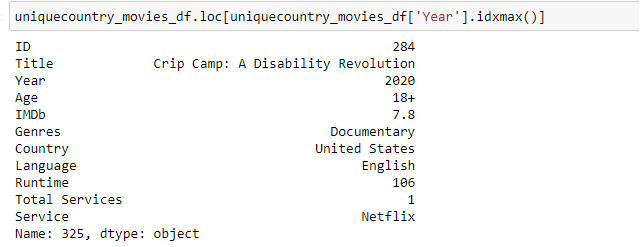 uniquecountry_movies_df.loc[uniquecountry_movies_df['Year'].idxmax()]
ID 284
Title Crip Camp: A Disability Revolution
Year 2020
Age 18+
IMDb 7.8
Genres Documentary
Country United States
Language English
Runtime 106
Total Services 1
Service Netflix
Name: 325, dtype: object